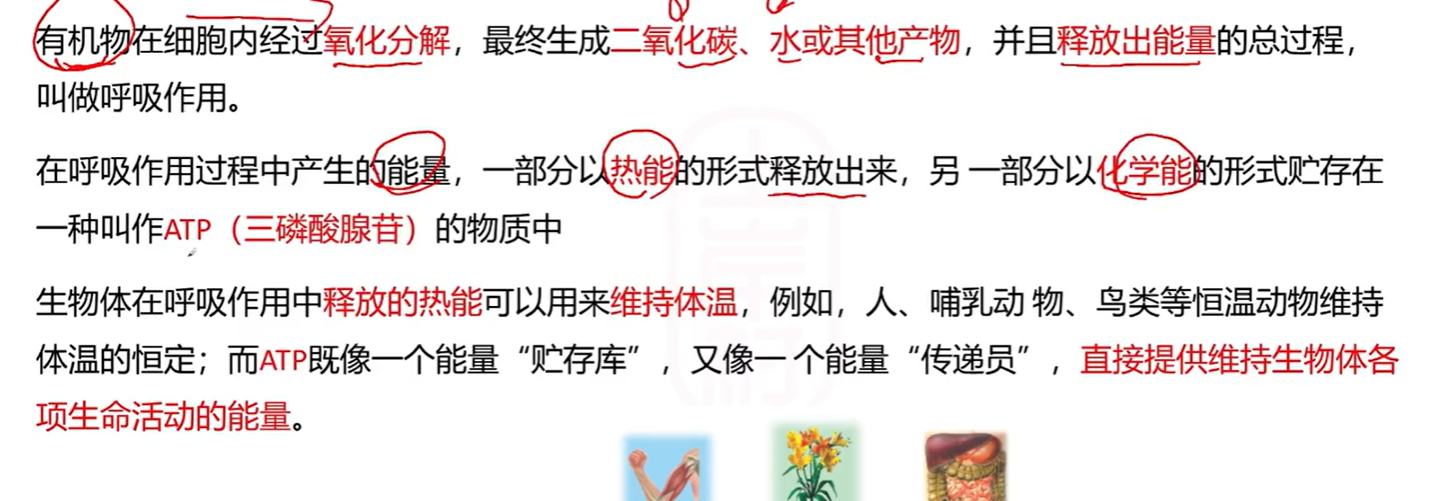 有机物在细胞内经过氧化分解，最终生成二氧化碳、水或其他产物，并且释放出能量的总过程，
叫做呼吸作用。
在呼吸作用过程中产生的能量，一部分以热能的形式释放出来，另 一部分以化学能的形式贮存在
一种叫作ATP（三磷酸腺苷）的物质中
生物体在呼吸作用中释放的热能可以用来维持体温，例如，人、哺乳动 物、鸟类等恒温动物维持
体温的恒定；而ATP既像一个能量“贮存库”，又像一 个能量“传递员”，直接提供维持生物体各
项生命活动的能量。